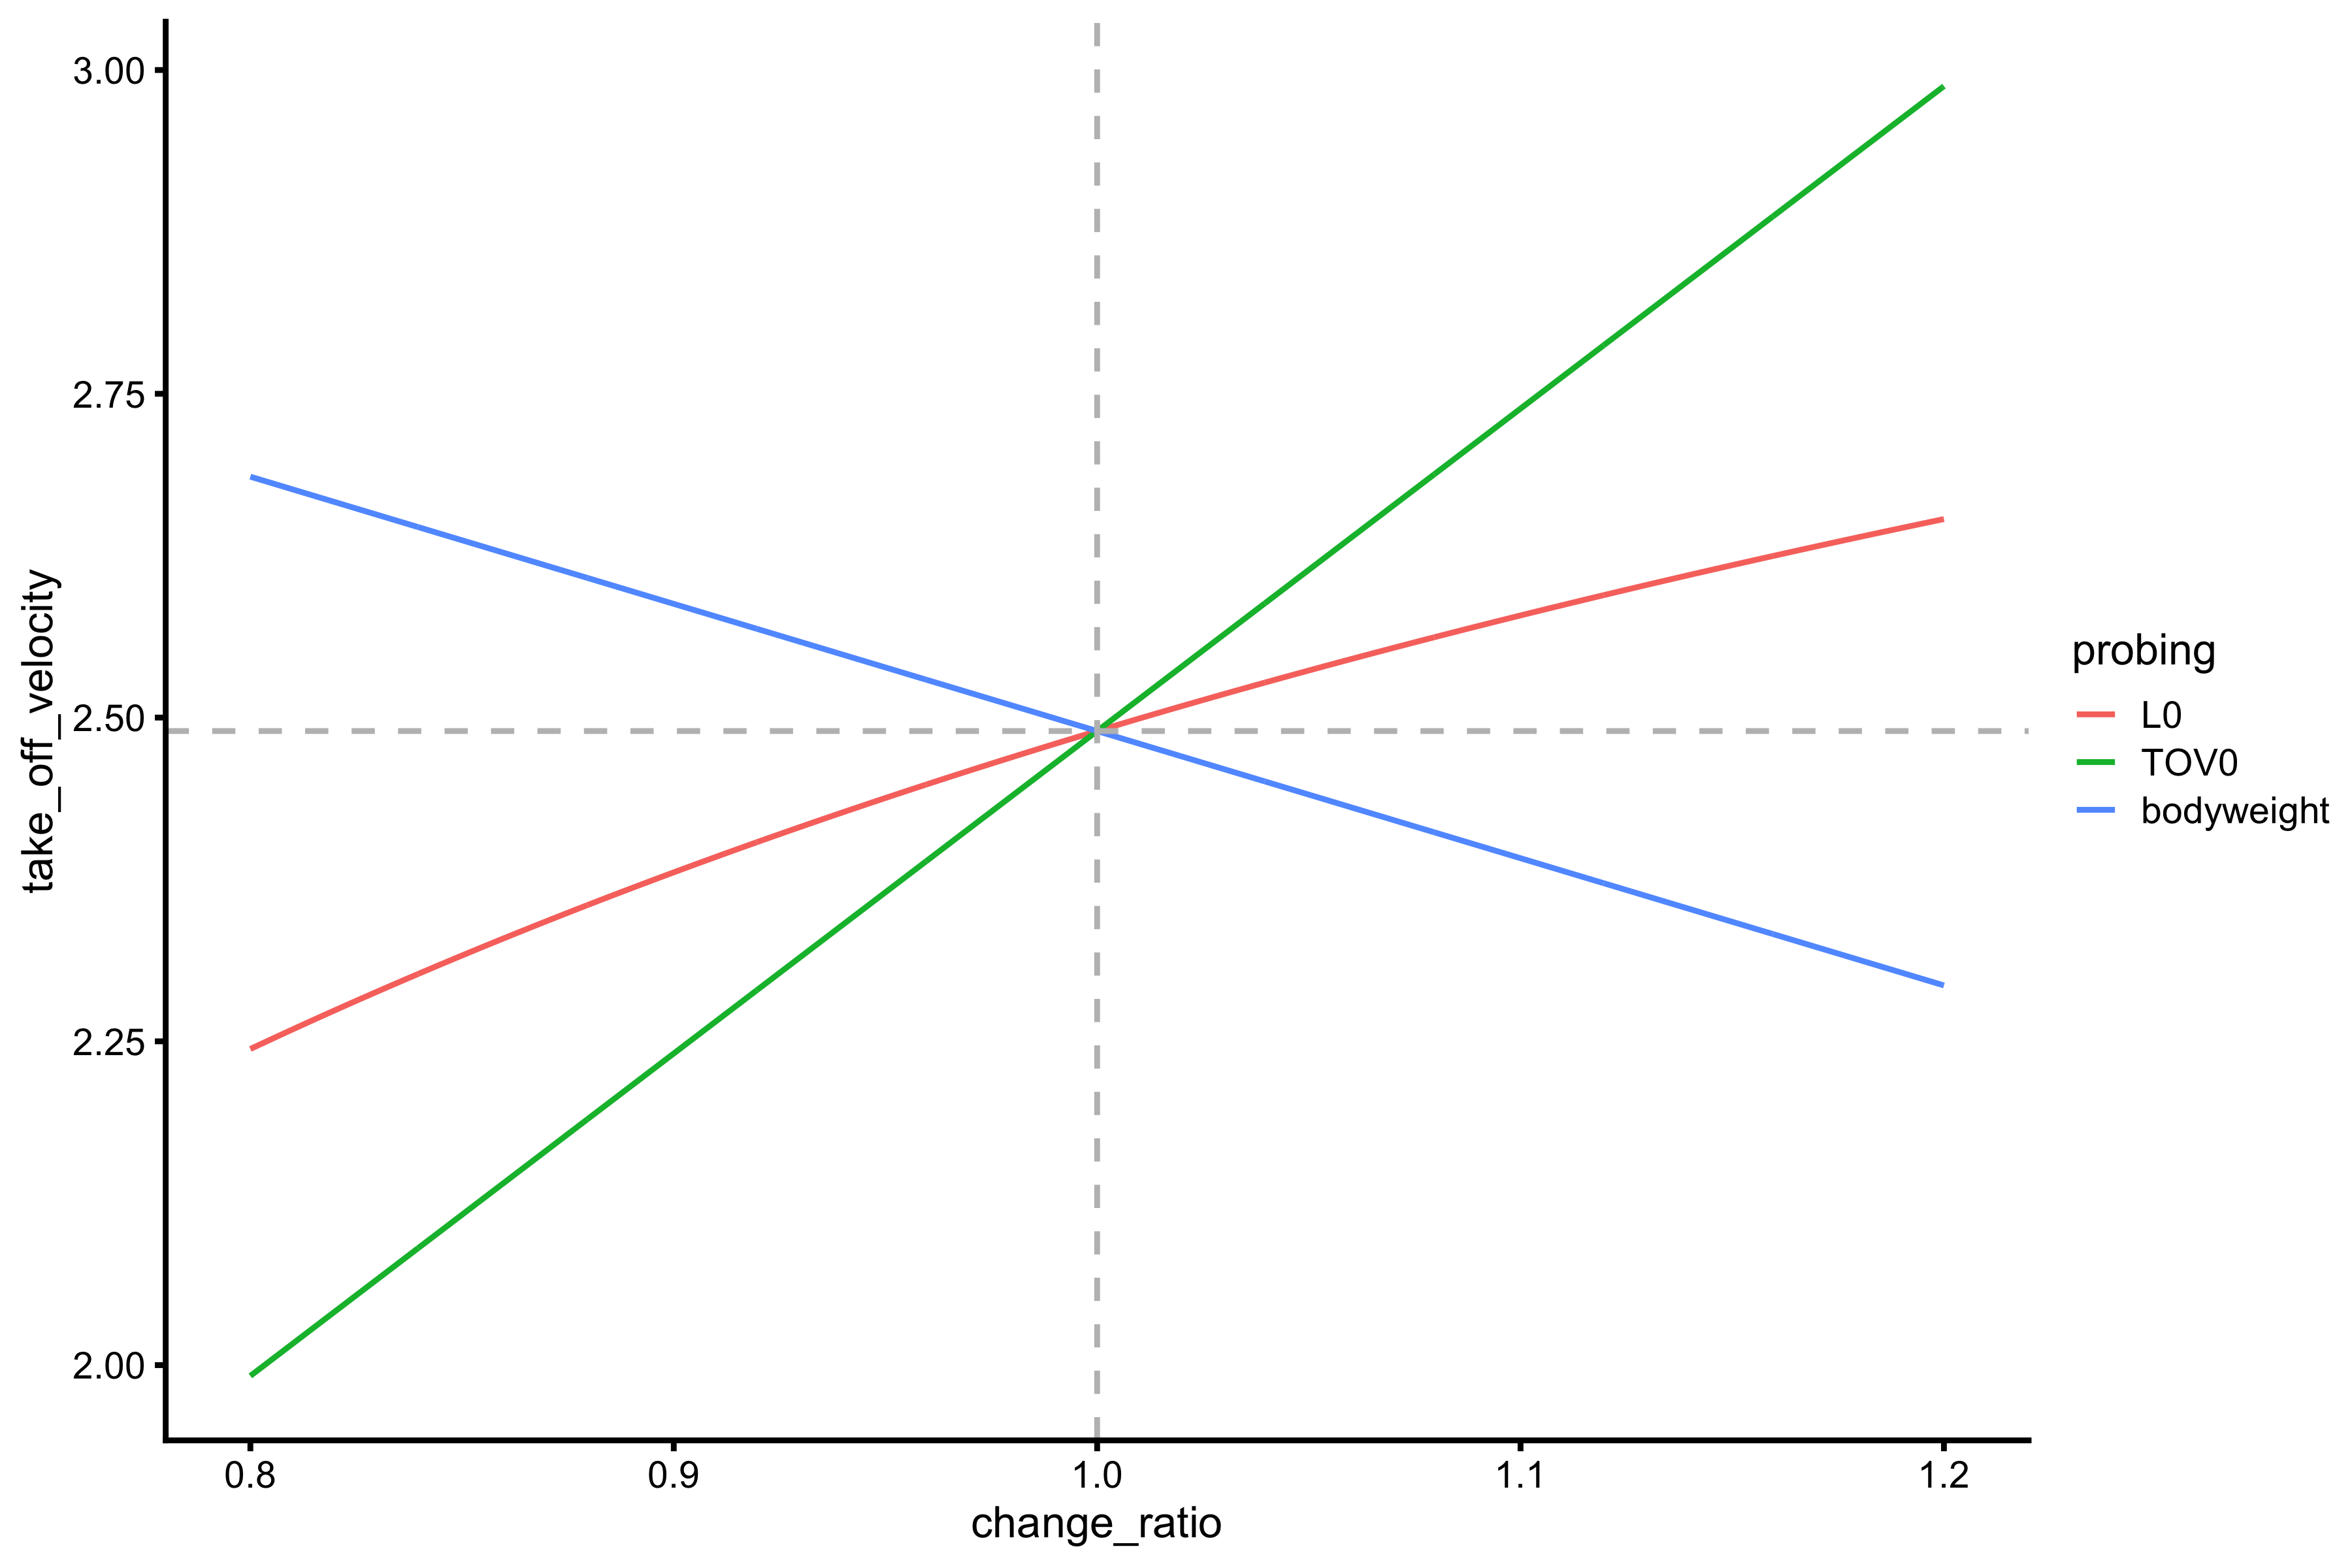 3.00
2.75
2.50
2.25
2.00
take_off_velocity
0.8 0.9 1.0 1.1 1.2
change_ratio
probing
L0
TOV0
bodyweight